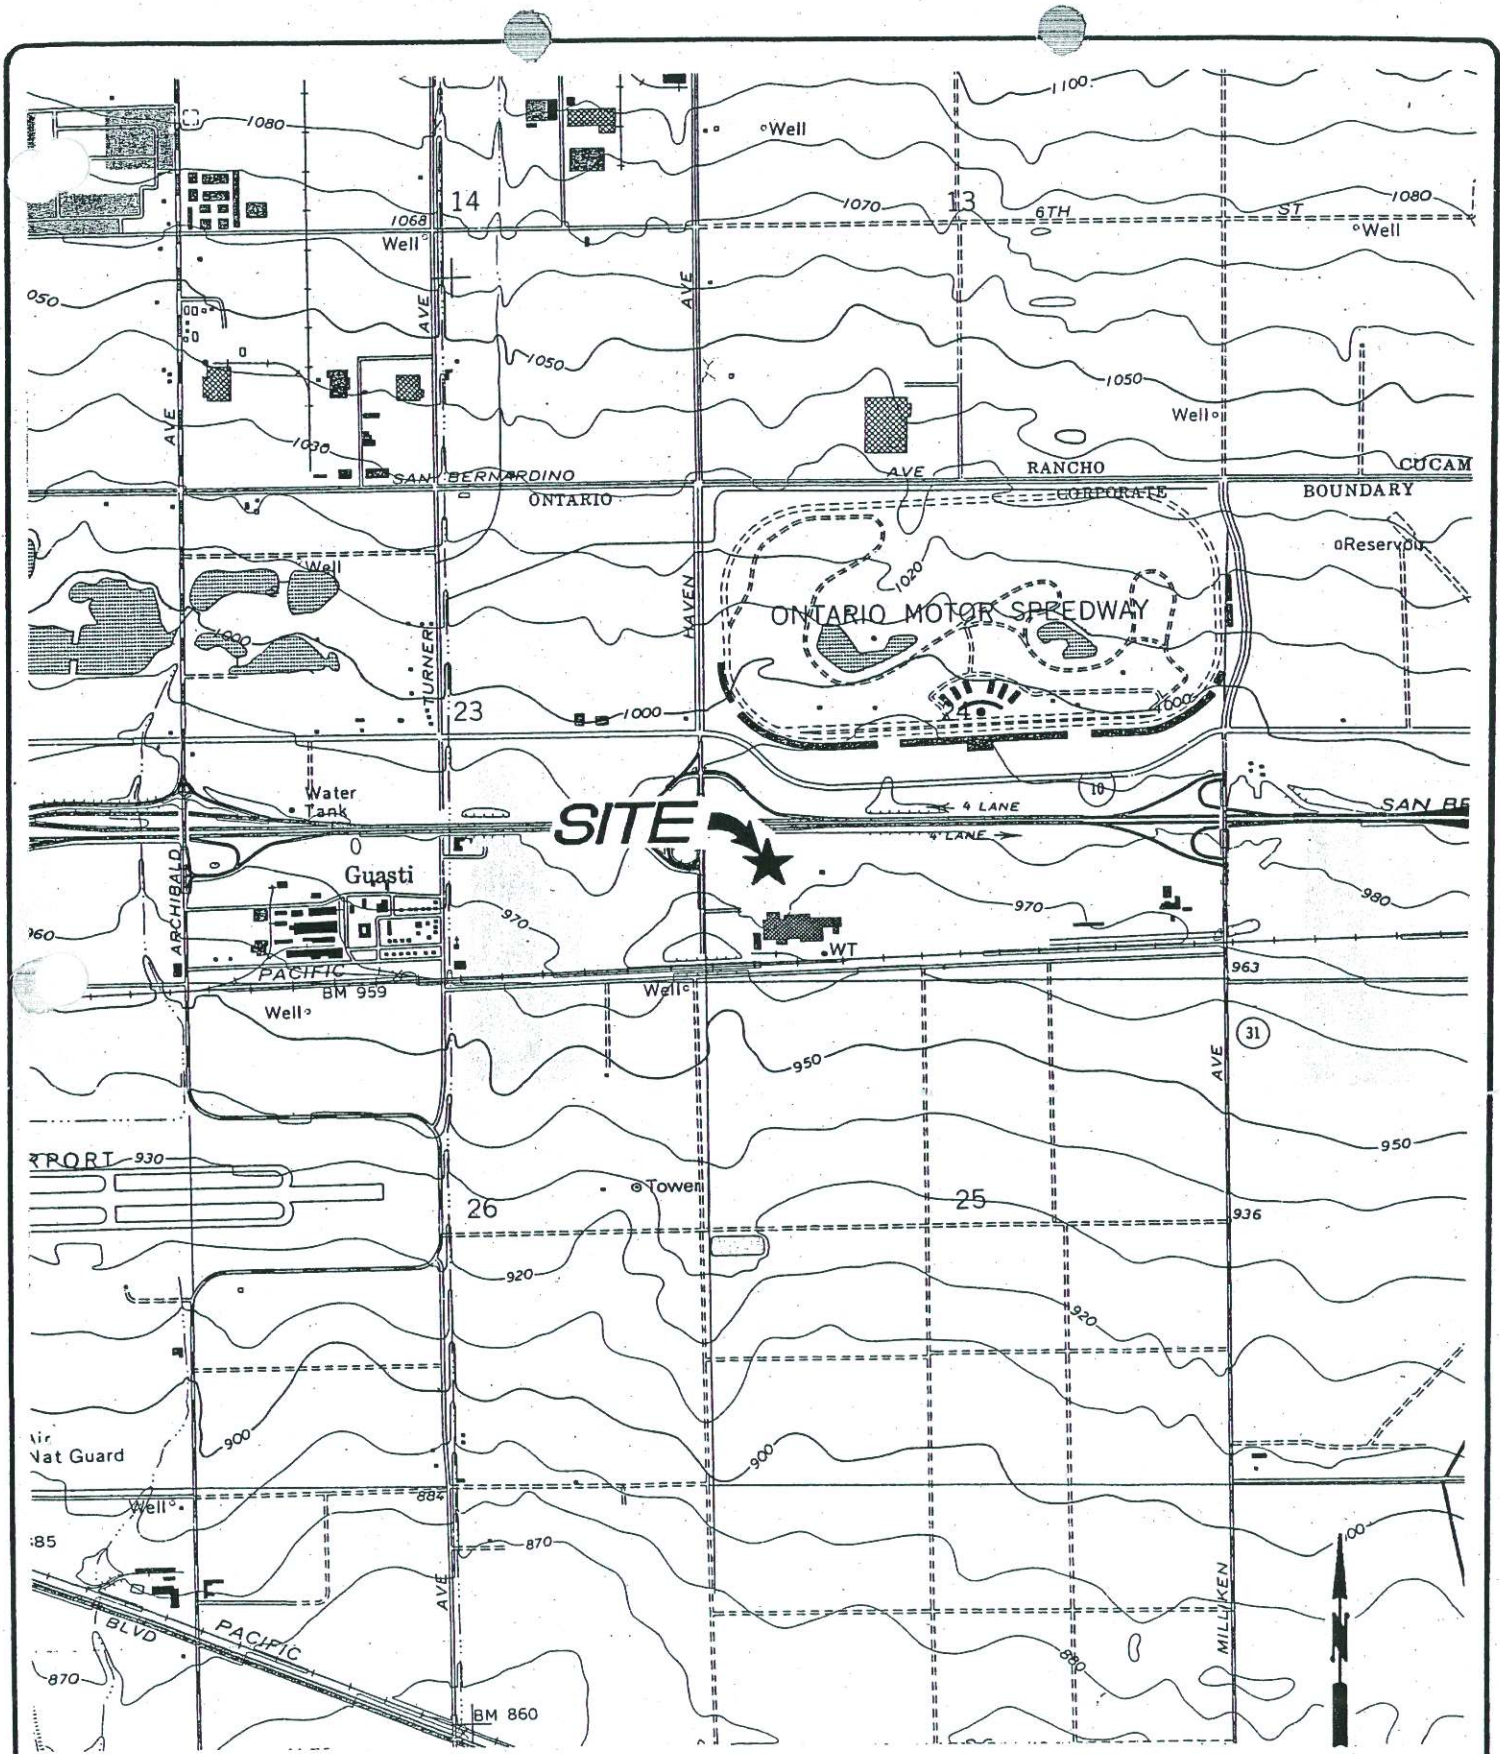 1100
1080
Well
14
1068
Well
1070
13
6TH
ST
1080
Well
050
AVE
AVE
1050
1050
Well
AVE
1030
SAN BERNARDINO
AVE
RANCHO
CUCAM
ONTARIO
CORPORATE
BOUNDARY
Reservoir
Well
1020
HAVEN
ONTARIO MOTOR SPEEDWAY
1000
TURNER
23
1000
24
1000
Water
Tank
10
4 LANE
SAN BE
SITE
4 LANE
ARCHIBALD
Guasti
970
970
980
960
WT
PACIFIC
963
BM 959
Well
Well
31
950
AVE
950
RPORT
930
Tower
26
25
936
920
920
Air
Nat Guard
900
900
884
Well
:85
870
00
AVE
MILLIKEN
N
BLVD
PACIFIC
880
870
BM 860